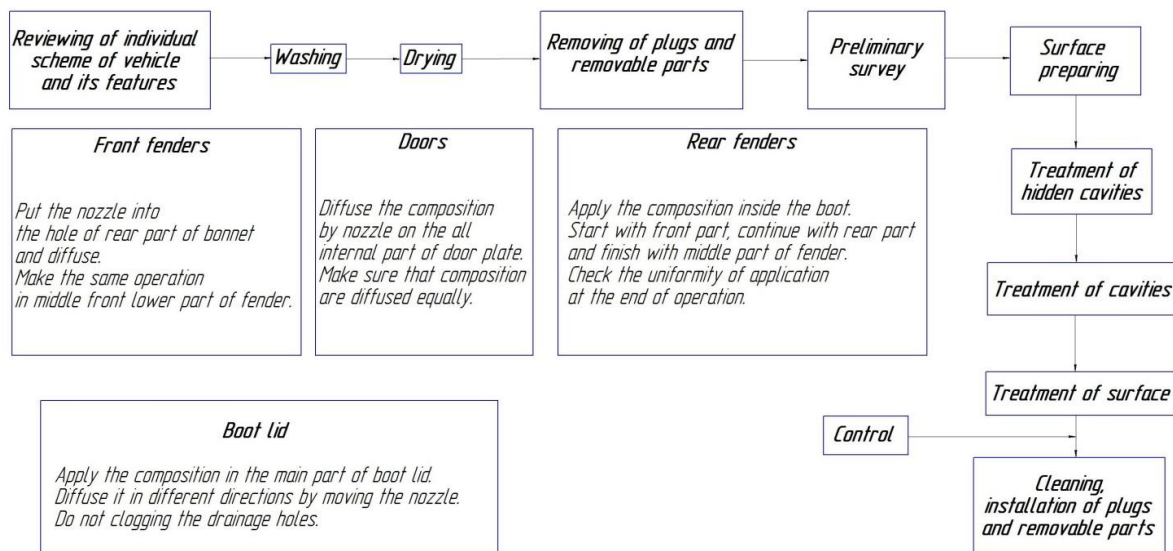 Reviewing of individual
scheme of vehicle
and its features
Washing
Drying
Removing of plugs and
removable parts
Preliminary
survey
Surface
preparing
Treatment of
hidden cavities
Treatment of cavities
Treatment of surface
Control
Cleaning,
installation of plugs
and removable parts
Front fenders
Put the nozzle into
the hole of rear part of bonnet
and diffuse.
Make the same operation
in middle front lower part of fender.
Doors
Diffuse the composition
by nozzle on the all
internal part of door plate.
Make sure that composition
are diffused equally.
Rear fenders
Apply the composition inside the boot.
Start with front part, continue with rear part
and finish with middle part of fender.
Check the uniformity of application
at the end of operation.
Boot lid
Apply the composition in the main part of boot lid.
Diffuse it in different directions by moving the nozzle.
Do not clogging the drainage holes.